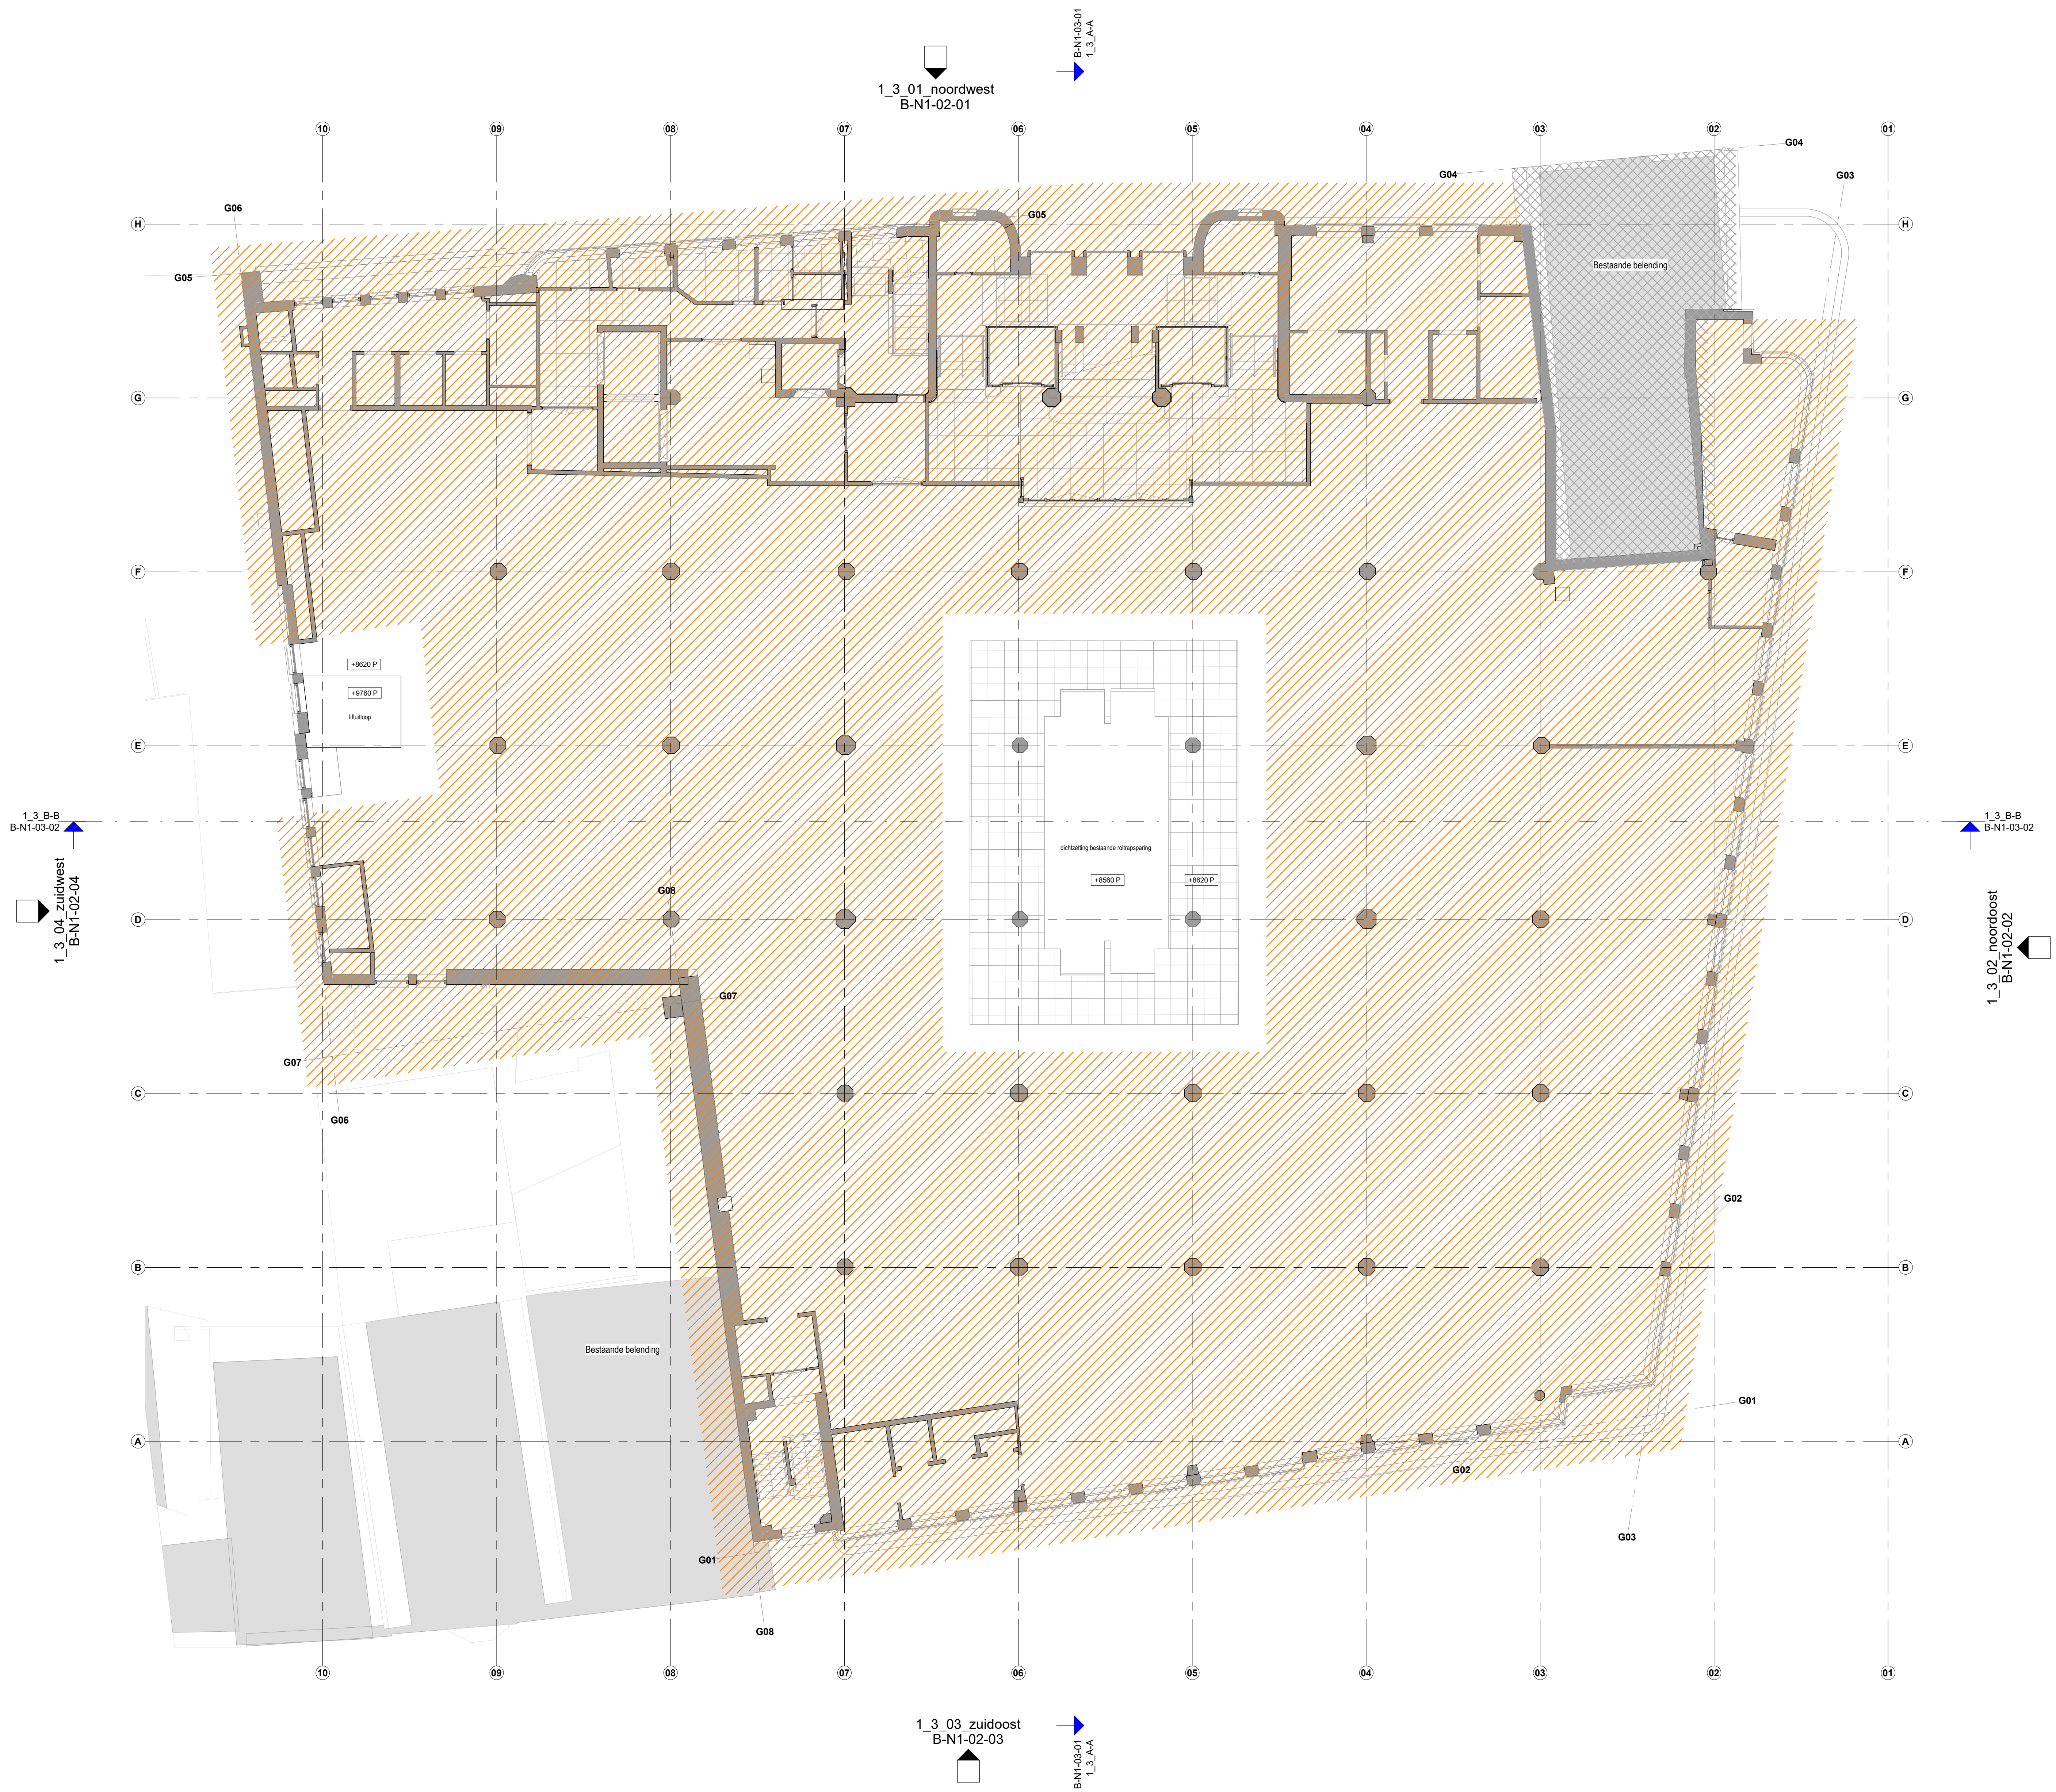 B-N1-03-01
1_3_A-A
1_3_01_noordwest
B-N1-02-01
10
09
08
07
06
05
04
03
02
01
G04
G04
G03
G06
G05
H
H
G05
Bestaande belending
G
G
F
F
+8620 P
+9760 P
liftuitloop
E
E
1_3_B-B
B-N1-03-02
1_3_B-B
B-N1-03-02
dichtzetting bestaande roltrapsparing
+8560 P
+8620 P
1_3_04_zuidwest
B-N1-02-04
G08
D
D
1_3_02_noordoost
B-N1-02-02
G07
G07
C
C
G06
G02
B
B
Bestaande belending
G01
A
A
G02
G03
G01
G08
10
09
08
07
06
05
04
03
02
01
1_3_03_zuidoost
B-N1-02-03
B-N1-03-01
1_3_A-A